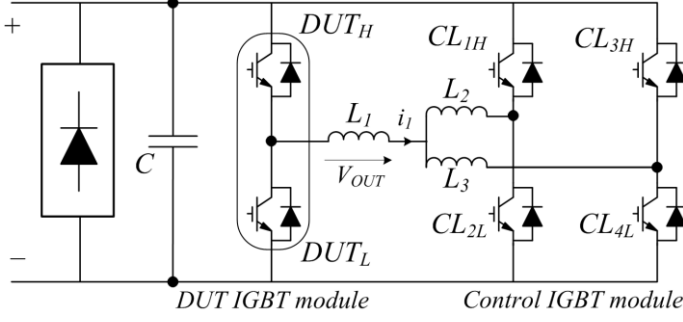 +
DUT_H
CL_1H
CL_3H
L_2
L_1
i_1
C
V_OUT
L_3
CL_2L
CL_4L
−
DUT_L
DUT IGBT module
Control IGBT module